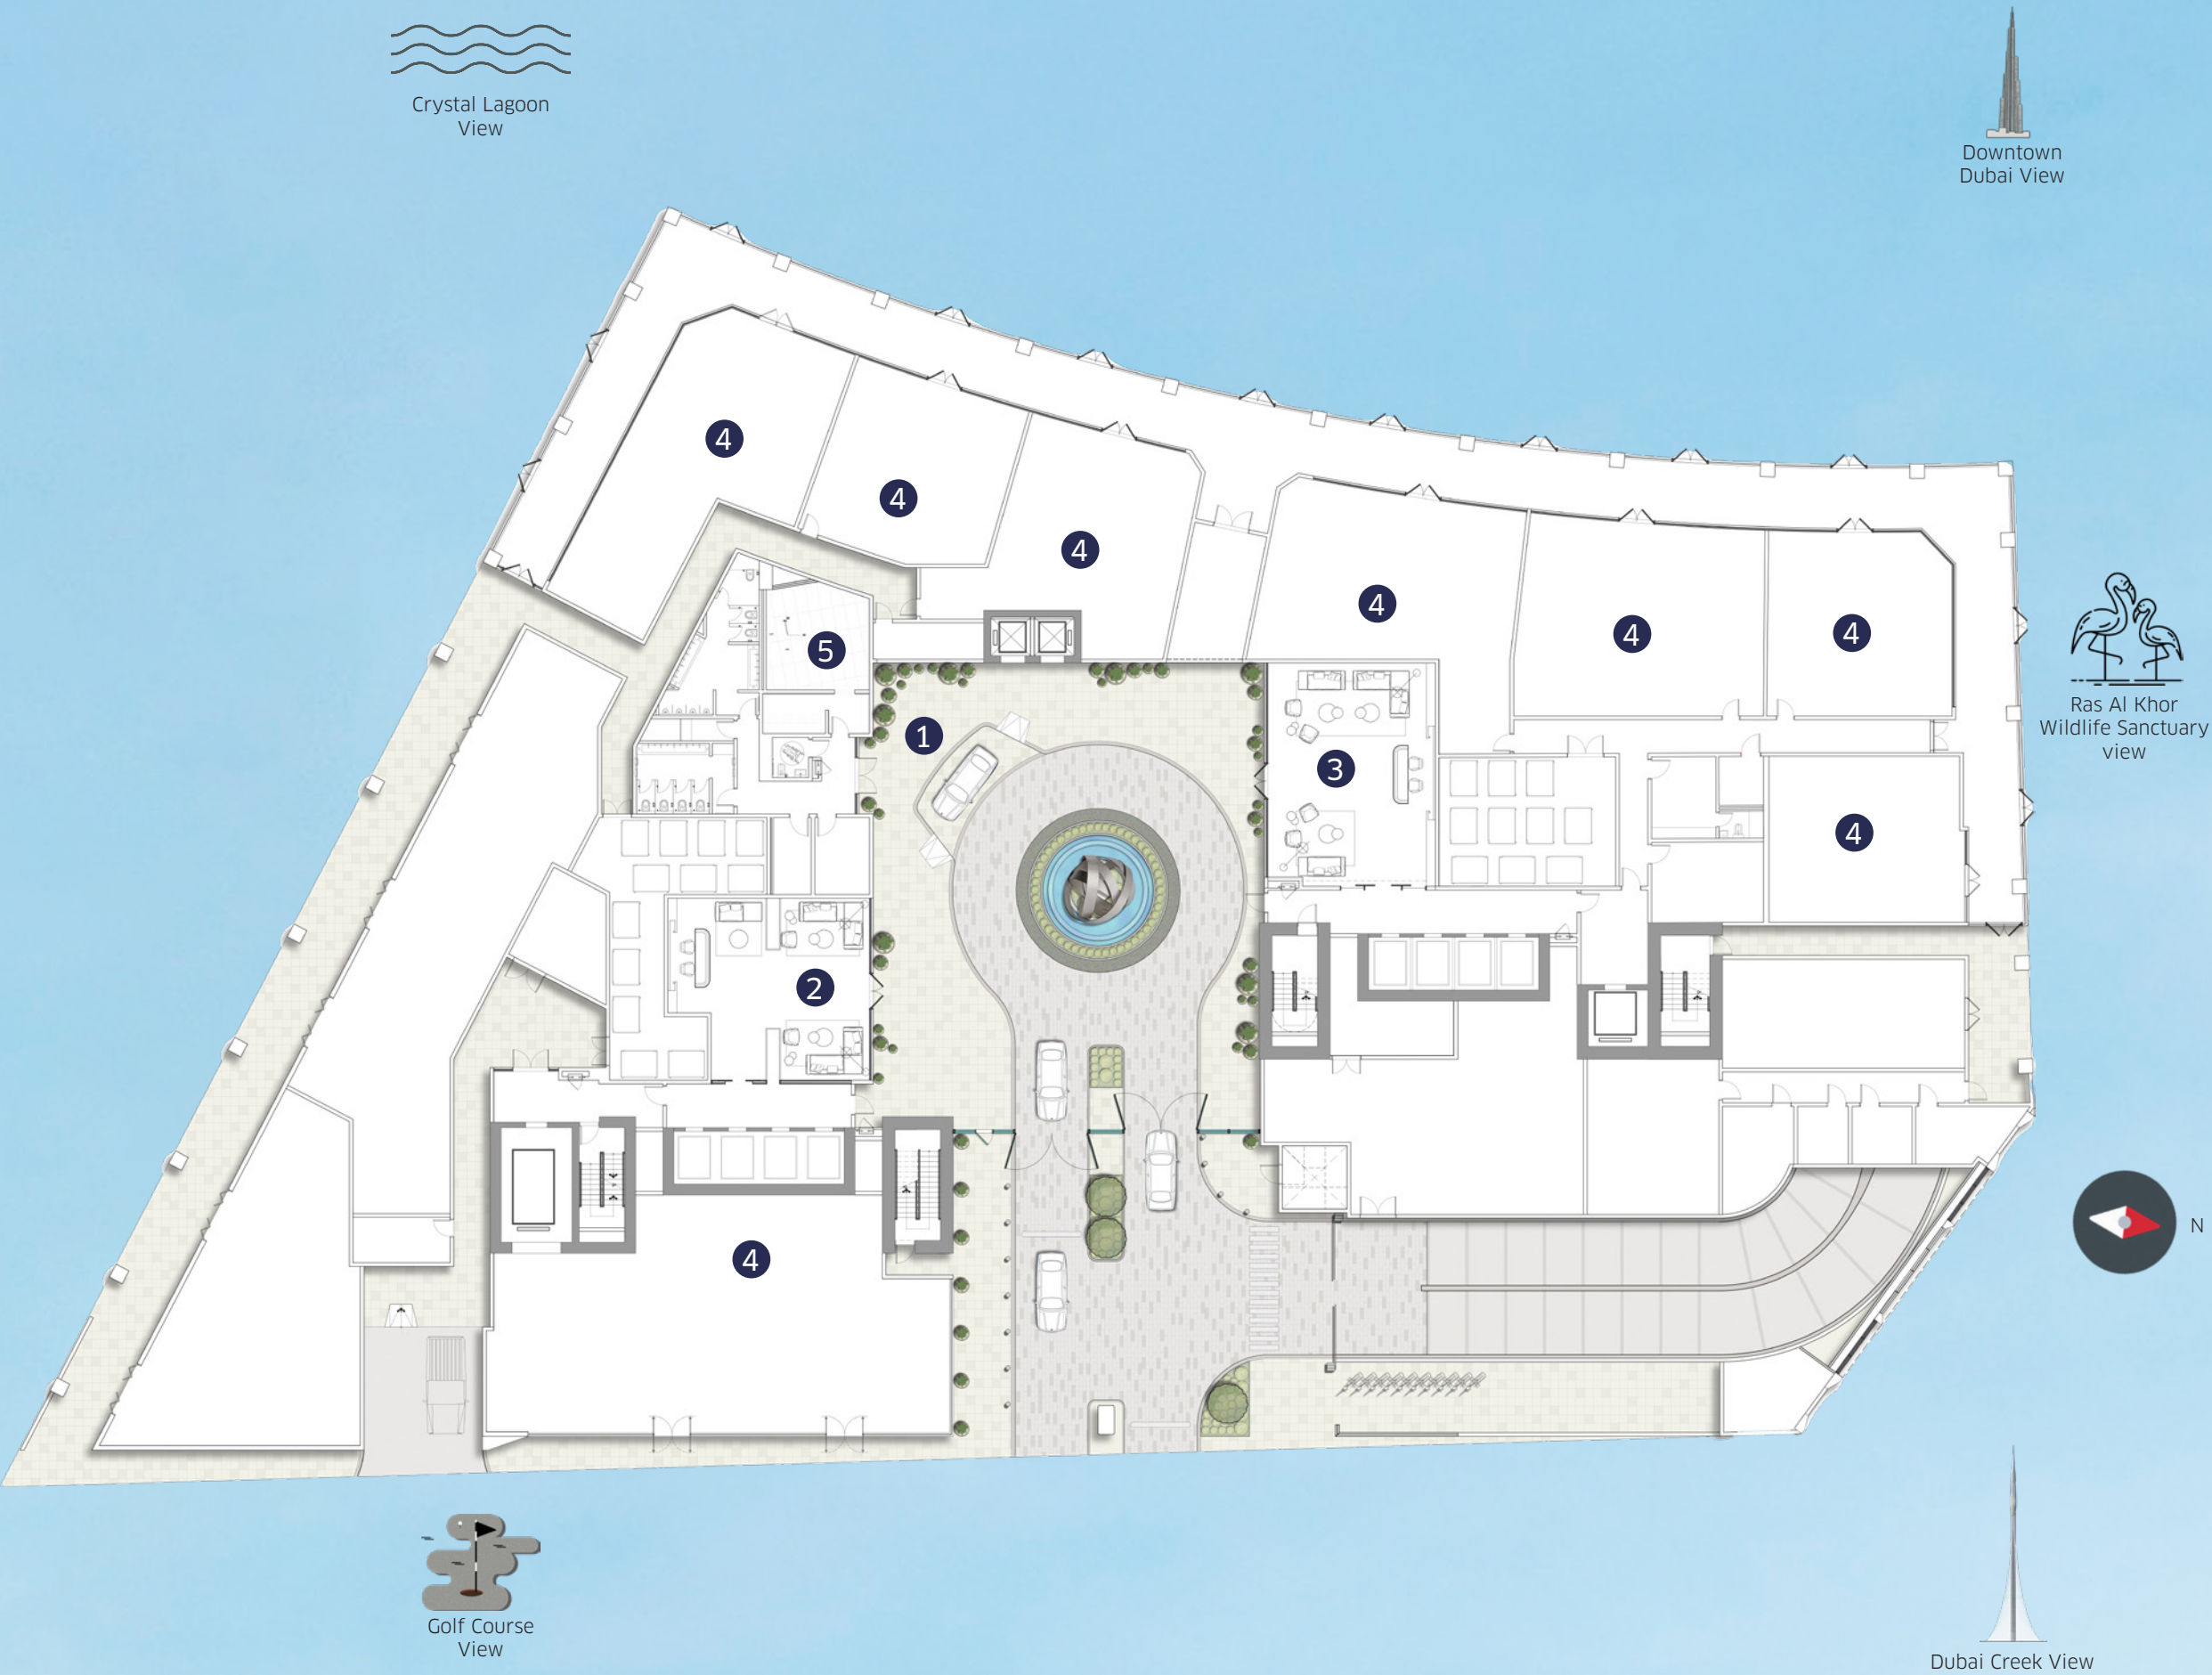 Crystal Lagoon
View
Downtown
Dubai View
4
4
4
4
4
4
5
Ras Al Khor
Wildlife Sanctuary
view
1
3
4
2
N
4
Golf Course
View
Dubai Creek View